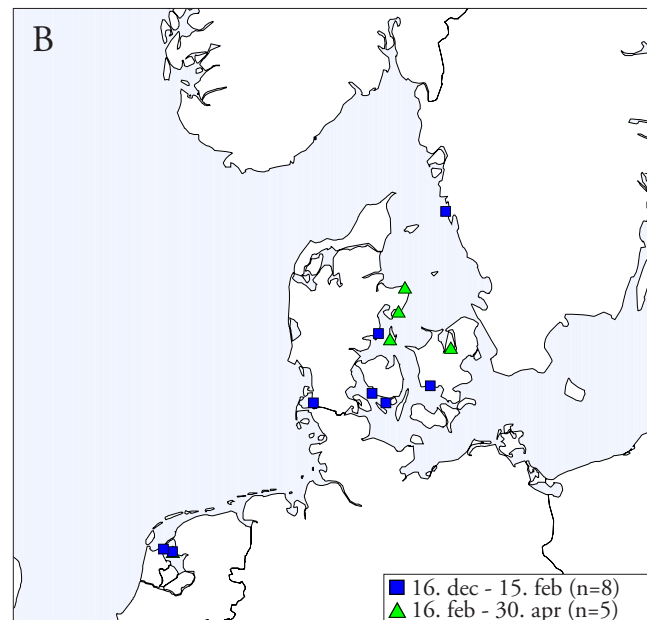 B
16. dec - 15. feb (n=8)
16. feb - 30. apr (n=5)